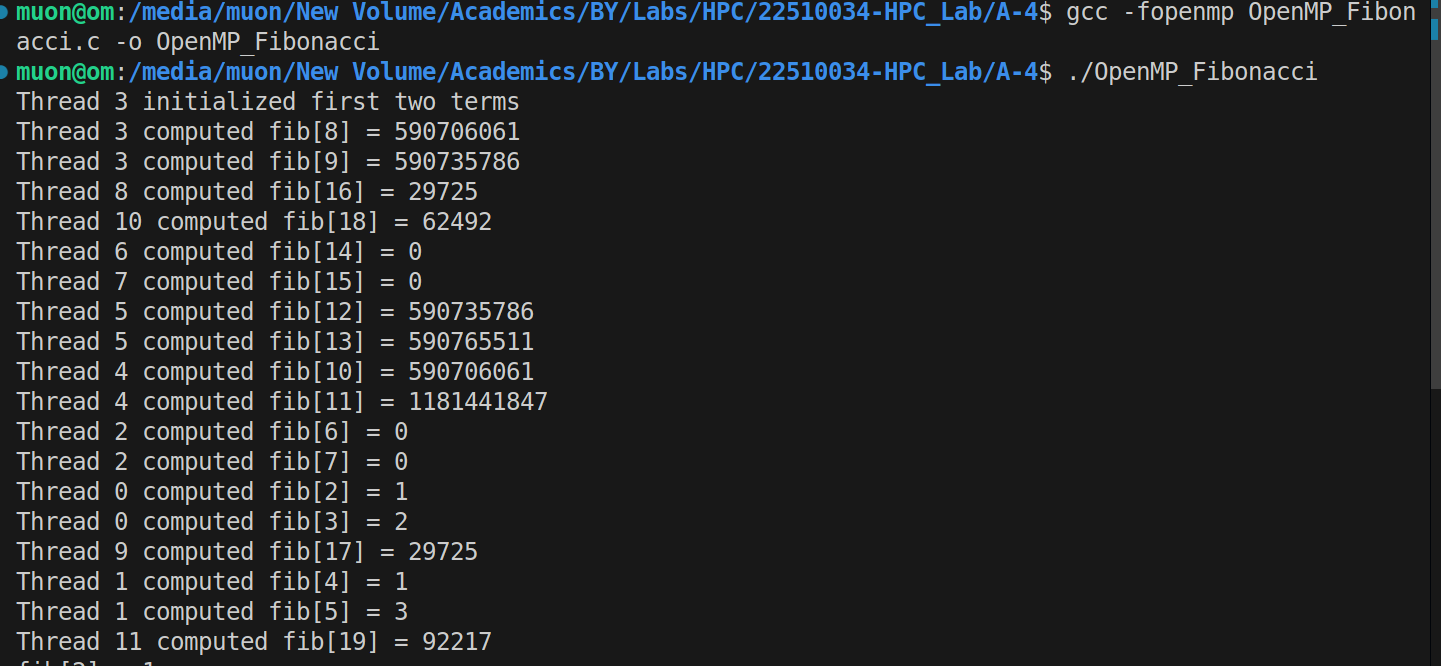 muon@om:/media/muon/New Volume/Academics/BY/Labs/HPC/22510034-HPC_Lab/A-4$ gcc -fopenmp OpenMP_Fibon
acci.c -o OpenMP_Fibonacci
muon@om:/media/muon/New Volume/Academics/BY/Labs/HPC/22510034-HPC_Lab/A-4$ ./OpenMP_Fibonacci
Thread 3 initialized first two terms
Thread 3 computed fib[8] = 590706061
Thread 3 computed fib[9] = 590735786
Thread 8 computed fib[16] = 29725
Thread 10 computed fib[18] = 62492
Thread 6 computed fib[14] = 0
Thread 7 computed fib[15] = 0
Thread 5 computed fib[12] = 590735786
Thread 5 computed fib[13] = 590765511
Thread 4 computed fib[10] = 590706061
Thread 4 computed fib[11] = 1181441847
Thread 2 computed fib[6] = 0
Thread 2 computed fib[7] = 0
Thread 0 computed fib[2] = 1
Thread 0 computed fib[3] = 2
Thread 9 computed fib[17] = 29725
Thread 1 computed fib[4] = 1
Thread 1 computed fib[5] = 3
Thread 11 computed fib[19] = 92217